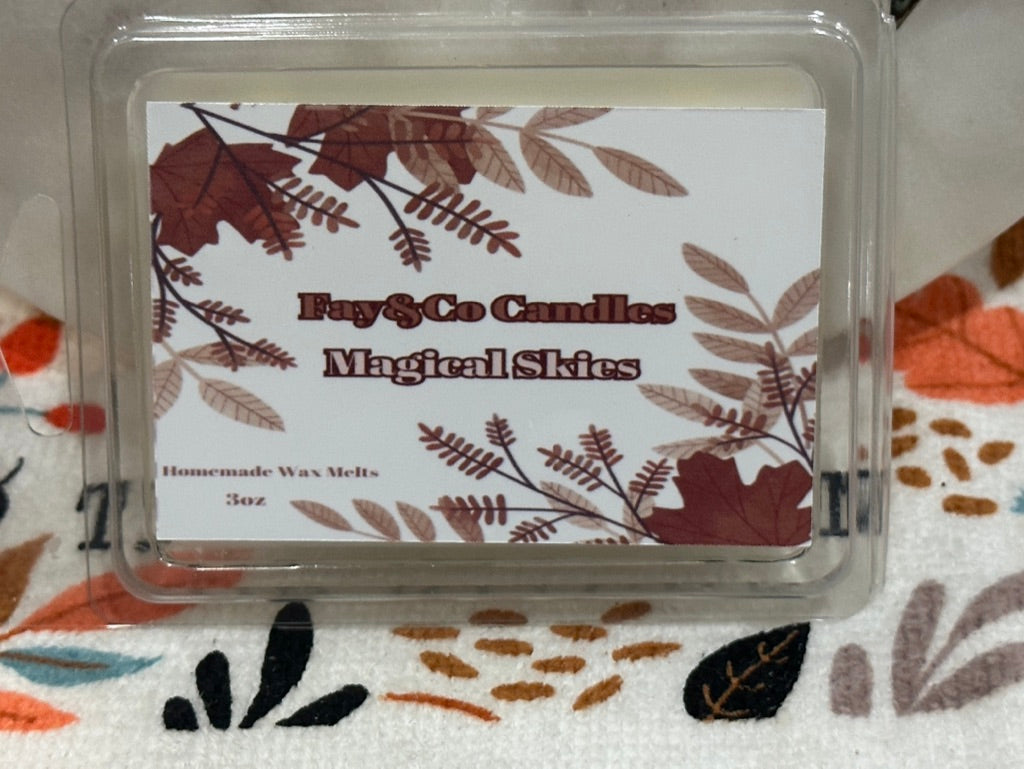 Fay&Co Candles
Magical Skies
Homemade Wax Melts
3oz